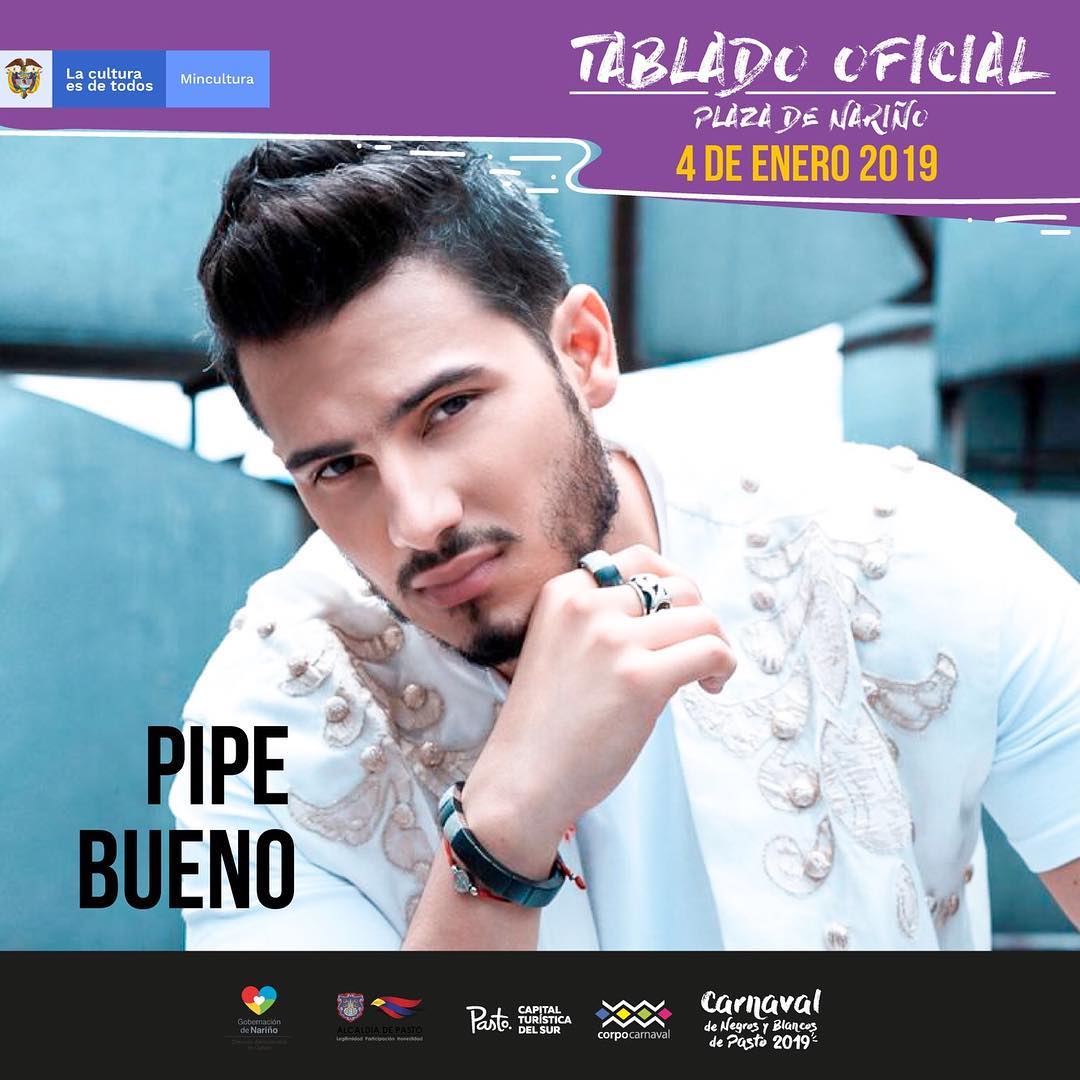 La cultura
es de todos
Mincultura
TABLADO OFICIAL
PLAZA DE NARIÑO
4 DE ENERO 2019
PIPE
BUENO
Gobernación
de Nariño
ALCALDÍA DE PASTO
Legitimidad Participación Honestidad
Pasto.
CAPITAL
TURÍSTICA
DEL SUR
corpocarnaval
Carnaval
de Negros y Blancos
de Pasto 2019